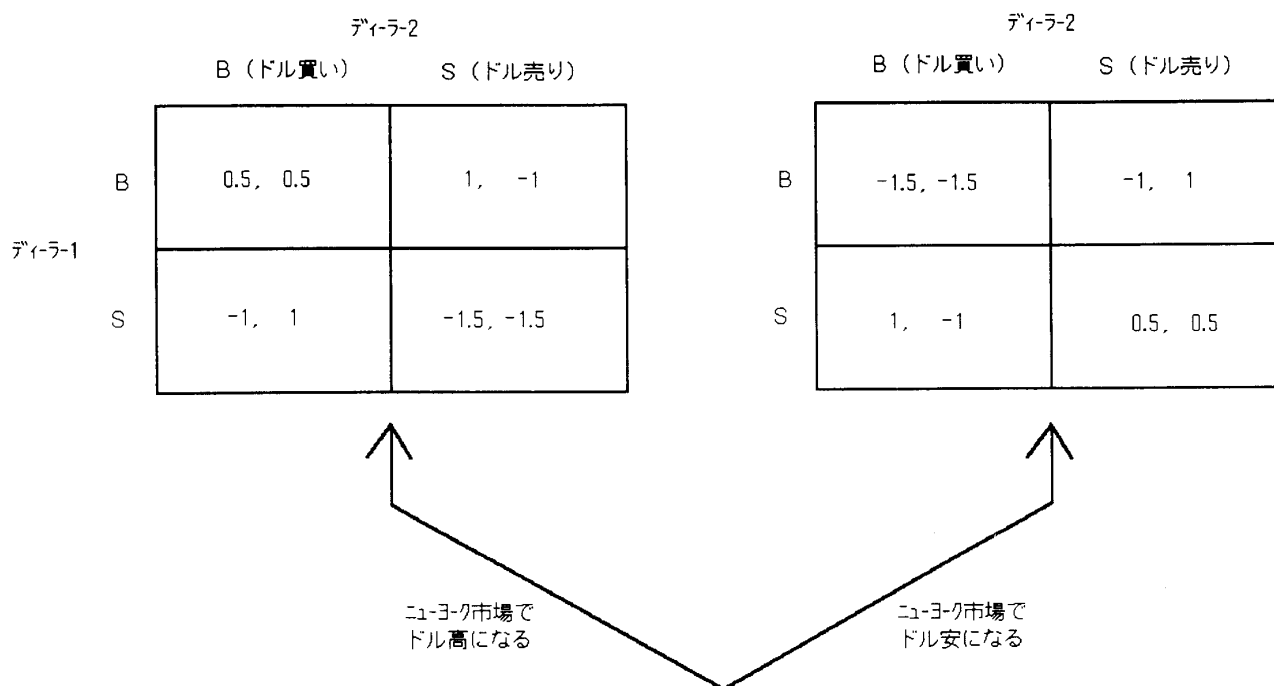 ディーラー2
B（ドル買い） S（ドル売り）
B 0.5, 0.5 1, -1
ディーラー1
S -1, 1 -1.5, -1.5
ディーラー2
B（ドル買い） S（ドル売り）
B -1.5, -1.5 -1, 1
S 1, -1 0.5, 0.5
ニューヨーク市場で
ドル高になる
ニューヨーク市場で
ドル安になる